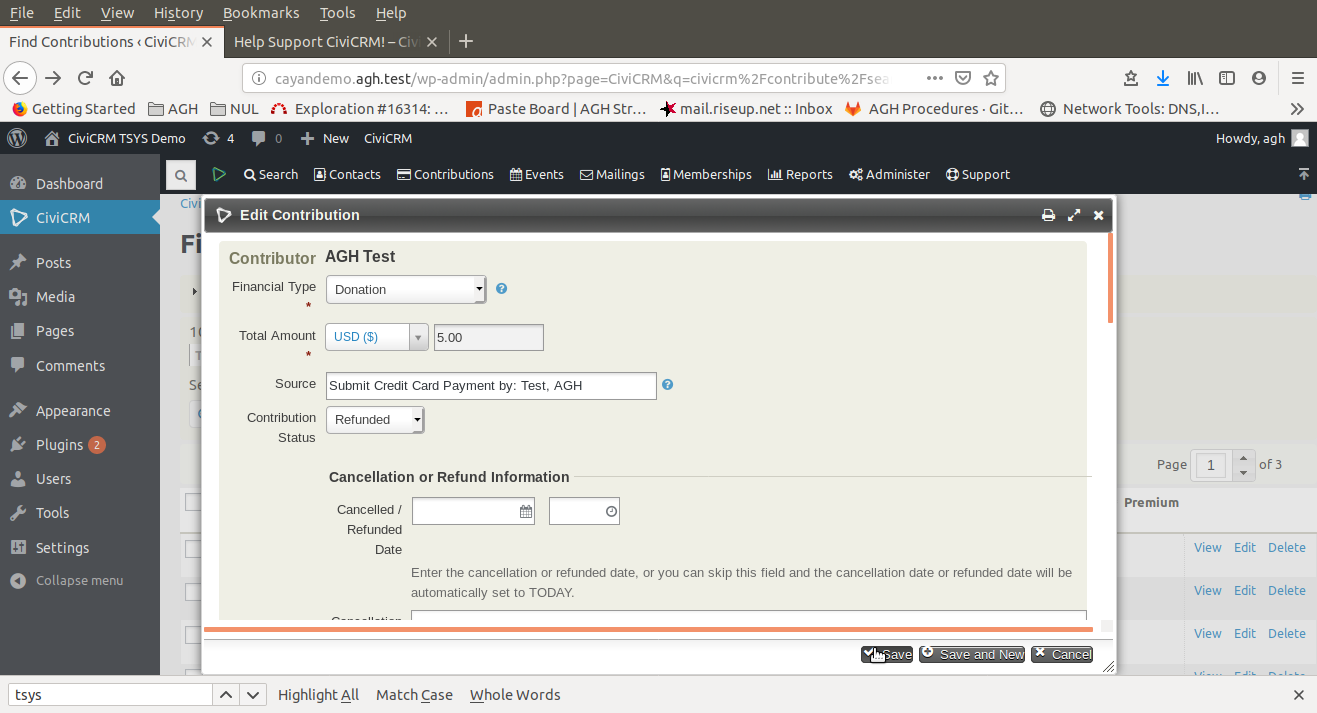 File Edit View History Bookmarks Tools Help
Find Contributions ‹ CiviCRM
Help Support CiviCRM! – Civ
cayandemo.agh.test/wp-admin/admin.php?page=CiviCRM&q=civicrm%2Fcontribute%2Fsea
Getting Started AGH NUL Exploration #16314: ... Paste Board | AGH Str... mail.riseup.net :: Inbox AGH Procedures · Git... Network Tools: DNS,I...
CiviCRM TSYS Demo 4 0 New CiviCRM Howdy, agh
Search Contacts Contributions Events Mailings Memberships Reports Administer Support
Dashboard
CiviCRM
Posts
Media
Pages
Comments
Appearance
Plugins 2
Users
Tools
Settings
Collapse menu
Civi
Fi
10
T
Se
Edit Contribution
Contributor AGH Test
Financial Type * Donation
Total Amount * USD ($) 5.00
Source Submit Credit Card Payment by: Test, AGH
Contribution Status Refunded
Cancellation or Refund Information
Cancelled /
Refunded
Date
Enter the cancellation or refunded date, or you can skip this field and the cancellation date or refunded date will be
automatically set to TODAY.
Cancellation
Save Save and New Cancel
Page 1 of 3
Premium
View Edit Delete
View Edit Delete
View Edit Delete
View Edit Delete
tsys Highlight All Match Case Whole Words